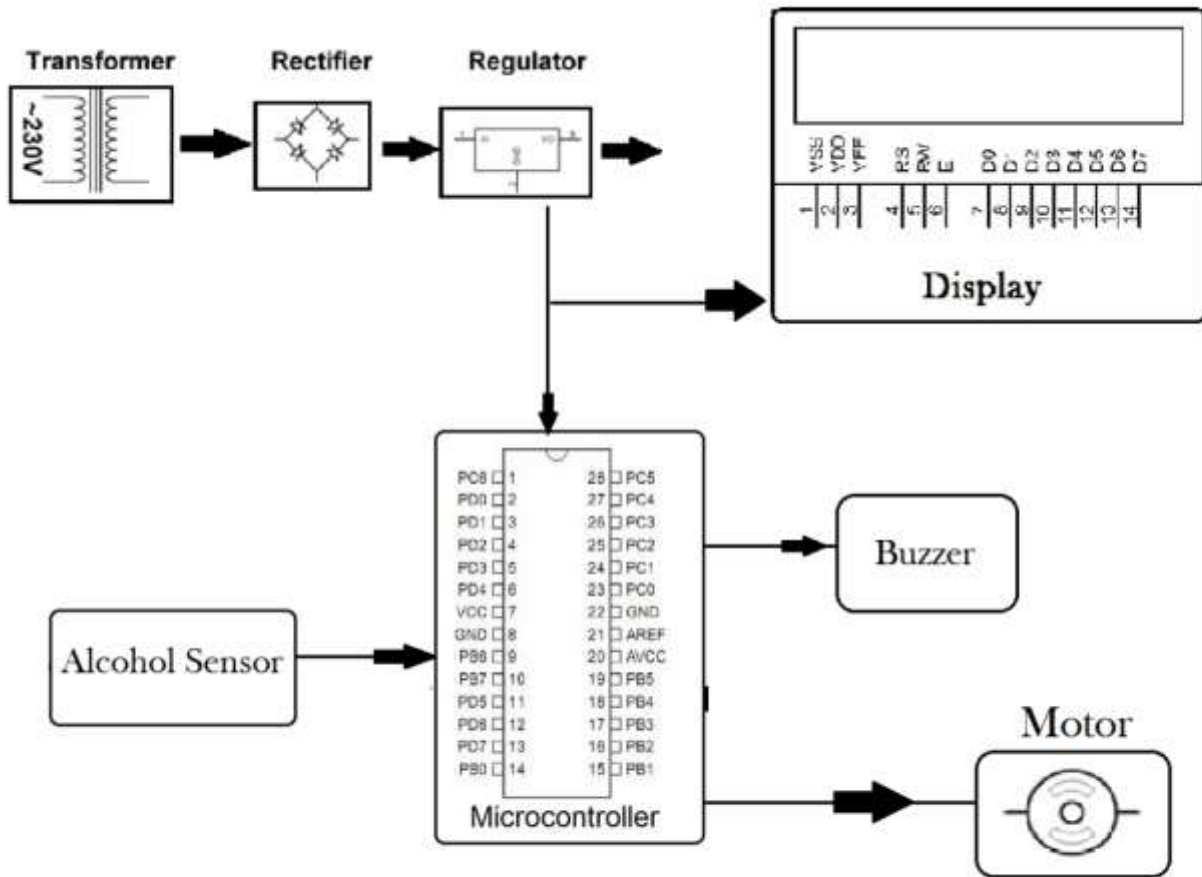 Transformer
Rectifier
Regulator
~230V
VSS
VDD
VEE
RS
RW
E
D0
D1
D2
D3
D4
D5
D6
D7
1
2
3
4
5
6
7
8
9
10
11
12
13
14
Display
PC6 1 28 PC5
PD0 2 27 PC4
PD1 3 26 PC3
PD2 4 25 PC2
PD3 5 24 PC1
PD4 6 23 PC0
VCC 7 22 GND
GND 8 21 AREF
PB6 9 20 AVCC
PB7 10 19 PB5
PD5 11 18 PB4
PD6 12 17 PB3
PD7 13 16 PB2
PB0 14 15 PB1
Microcontroller
Alcohol Sensor
Buzzer
Motor